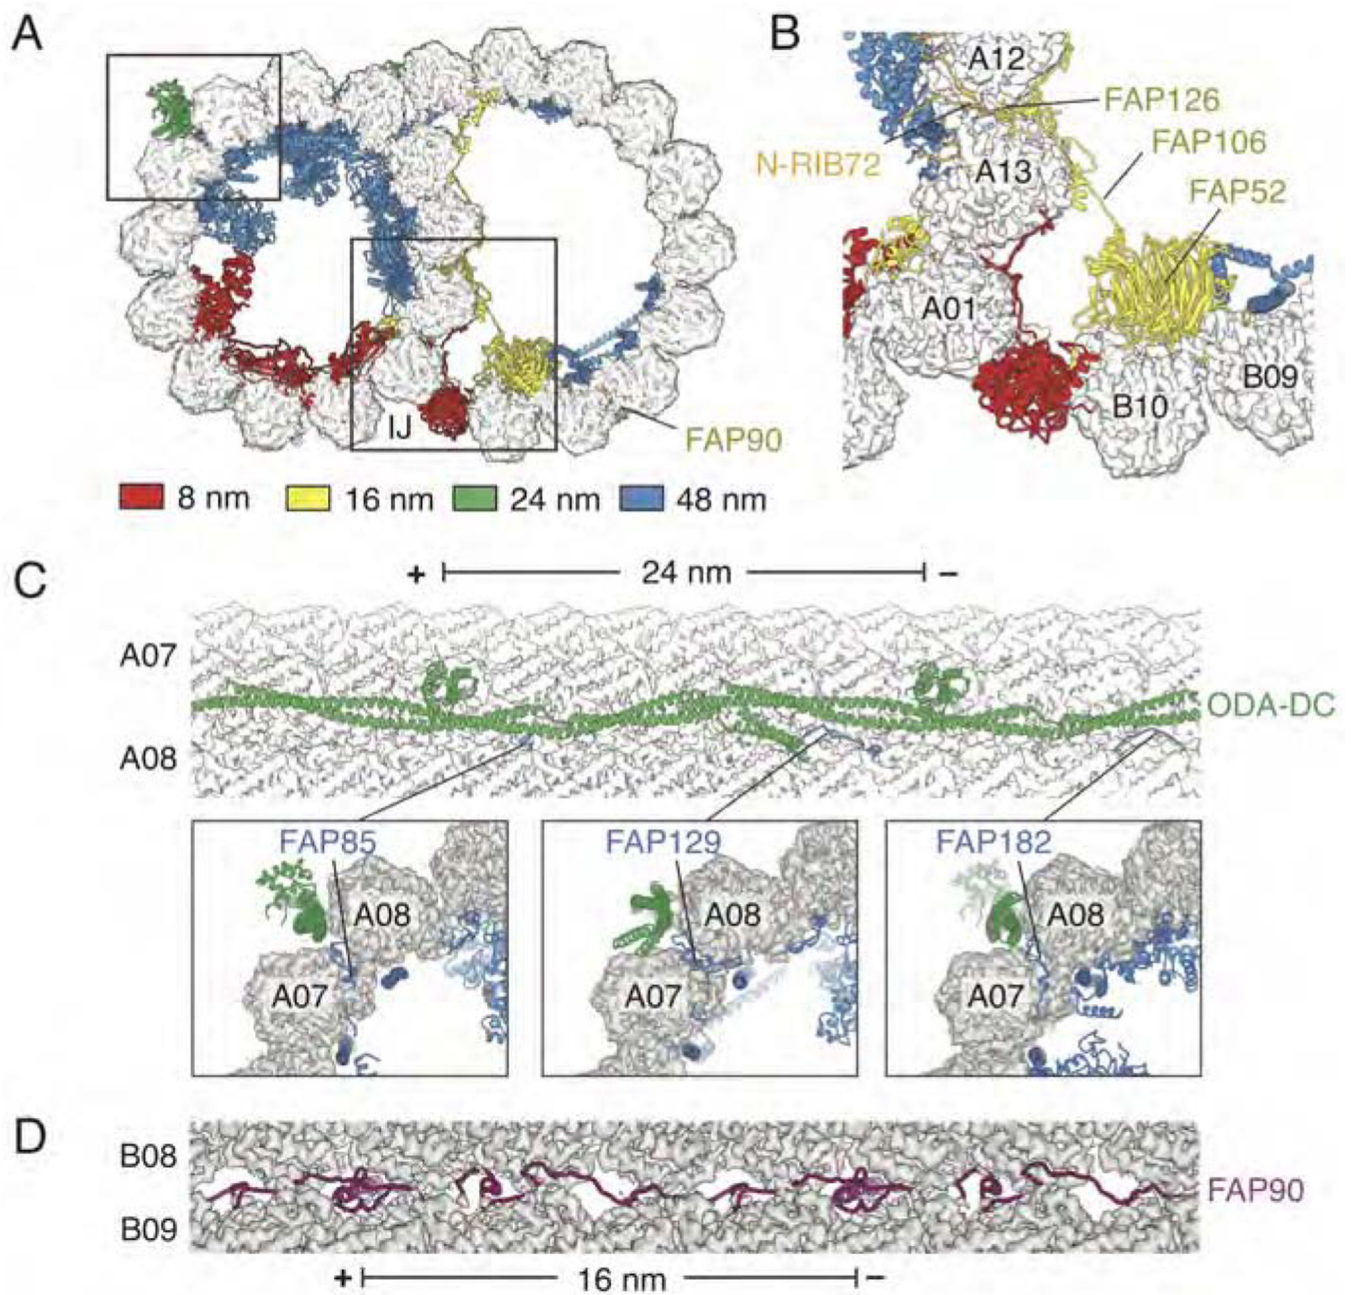 A
B
A12
FAP126
FAP106
N-RIB72
A13
FAP52
A01
B10
B09
IJ
FAP90
8 nm 16 nm 24 nm 48 nm
C
+ 24 nm -
A07
ODA-DC
A08
FAP85 FAP129 FAP182
A08 A08 A08
A07 A07 A07
D
B08
FAP90
B09
+ 16 nm -